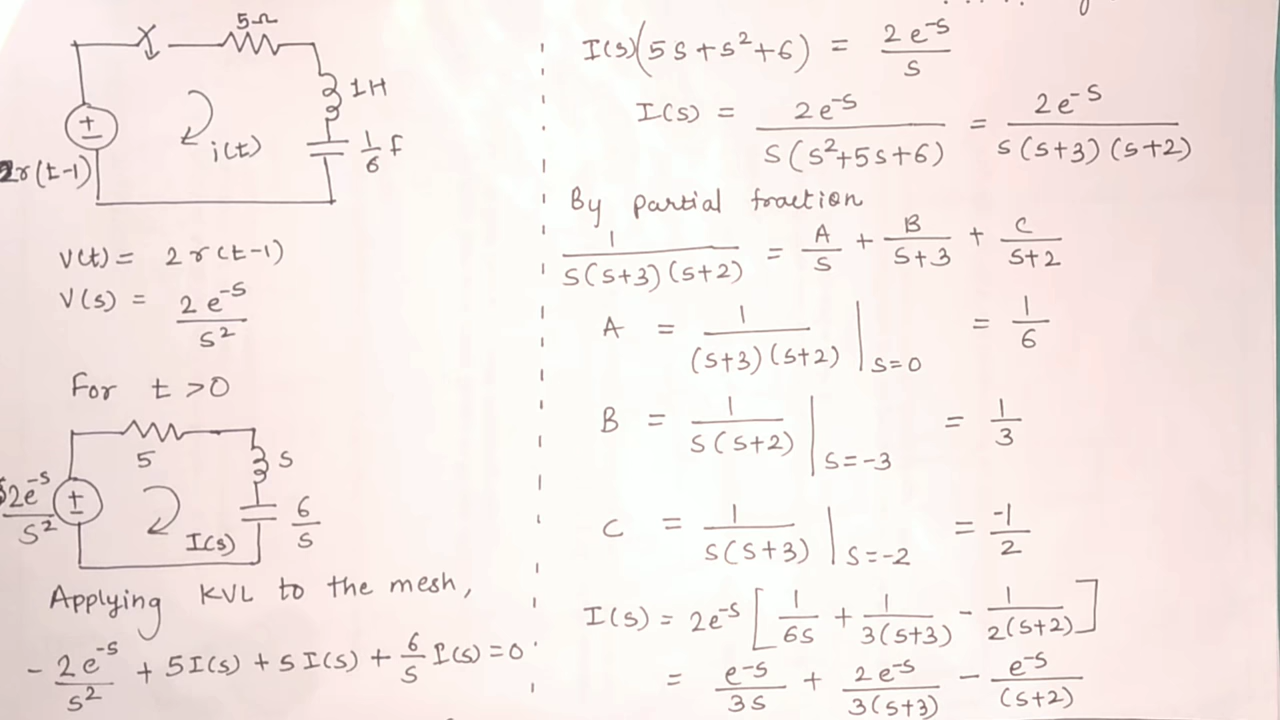 5Ω
1H
1/6 F
i(t)
2r(t-1)
V(t) = 2r(t-1)
V(s) = 2e^-s / s^2
For t > 0
5
s
6/s
2e^-s / s^2
I(s)
Applying KVL to the mesh,
- 2e^-s / s^2 + 5I(s) + sI(s) + 6/s I(s) = 0
I(s)(5s + s^2 + 6) = 2e^-s / s
I(s) = 2e^-s / s(s^2+5s+6) = 2e^-s / s(s+3)(s+2)
By partial fraction
1 / s(s+3)(s+2) = A/s + B/s+3 + C/s+2
A = 1 / (s+3)(s+2) | s=0 = 1/6
B = 1 / s(s+2) | s=-3 = 1/3
C = 1 / s(s+3) | s=-2 = -1/2
I(s) = 2e^-s [ 1/6s + 1/3(s+3) - 1/2(s+2) ]
= e^-s / 3s + 2e^-s / 3(s+3) - e^-s / (s+2)